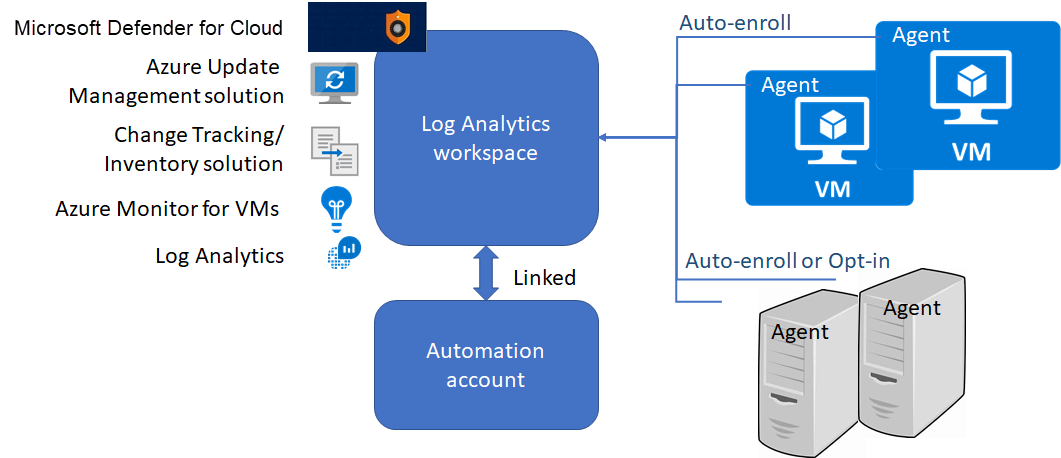 Microsoft Defender for Cloud
Azure Update
Management solution
Change Tracking/
Inventory solution
Azure Monitor for VMs
Log Analytics
Log Analytics
workspace
Linked
Automation
account
Auto-enroll
Agent
VM
Agent
VM
Auto-enroll or Opt-in
Agent
Agent